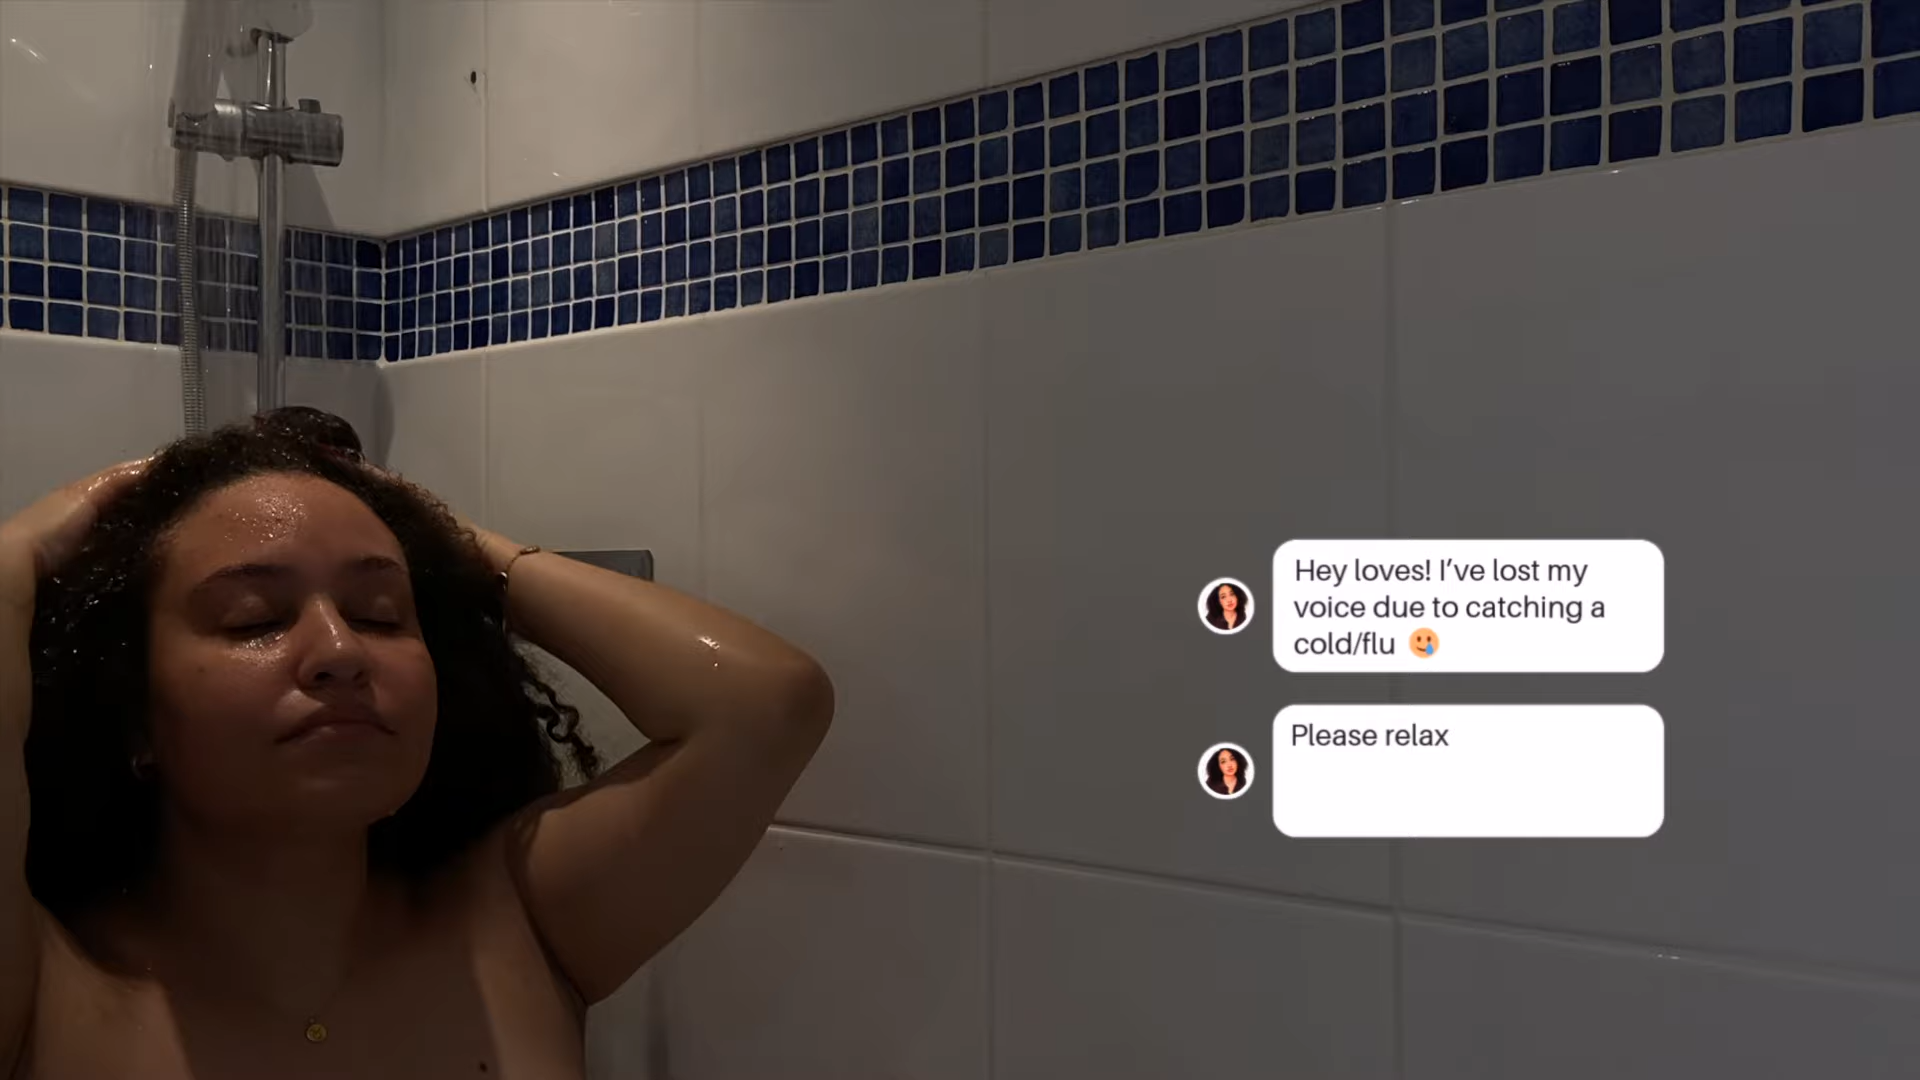 Hey loves! I’ve lost my
voice due to catching a
cold/flu 🥲
Please relax